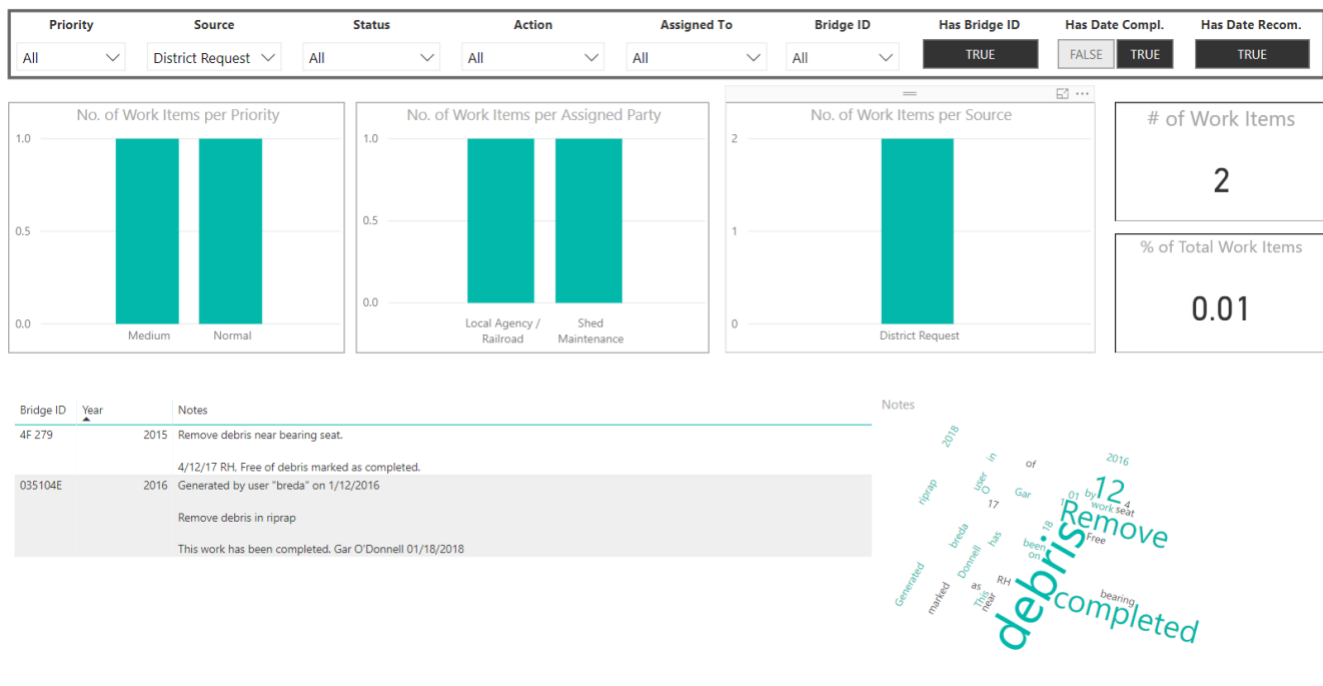 Priority Source Status Action Assigned To Bridge ID Has Bridge ID Has Date Compl. Has Date Recom.
All District Request All All All All TRUE FALSE TRUE TRUE
No. of Work Items per Priority
1.0
0.5
0.0
Medium Normal
No. of Work Items per Assigned Party
1.0
0.5
0.0
Local Agency / Shed
Railroad Maintenance
No. of Work Items per Source
2
1
0
District Request
# of Work Items
2
% of Total Work Items
0.01
Bridge ID Year Notes
4F 279 2015 Remove debris near bearing seat.
4/12/17 RH. Free of debris marked as completed.
035104E 2016 Generated by user "breda" on 1/12/2016
Remove debris in riprap
This work has been completed. Gar O'Donnell 01/18/2018
Notes
2018
in
of
2016
riprap
user
O
Gar
17
01
by
12
4
1
work
seat
Remove
18
Free
breda
Donnell
has
been
on
debris
Generated
marked
as
RH
This
near
bearing
completed